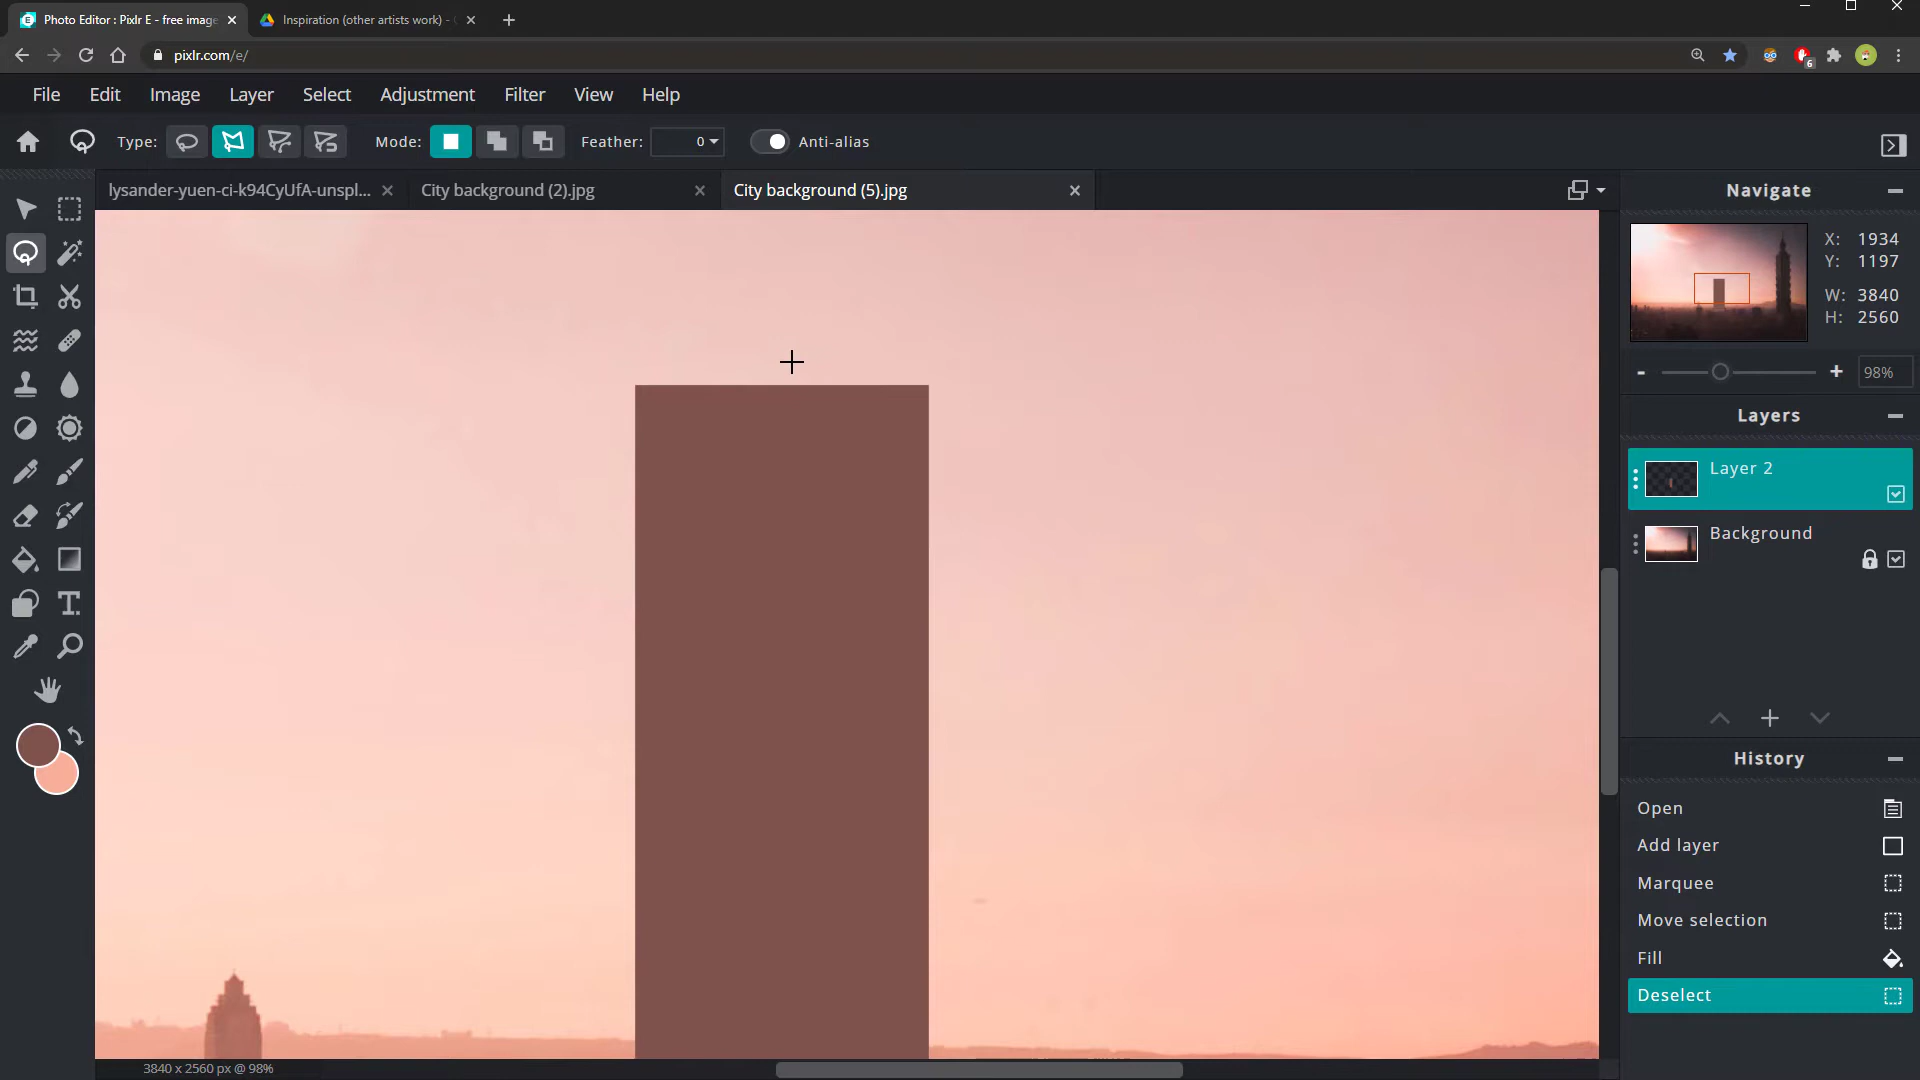 Photo Editor : Pixlr E - free image
Inspiration (other artists work) -
pixlr.com/e/
6
File Edit Image Layer Select Adjustment Filter View Help
Type: Mode: Feather: 0 Anti-alias
lysander-yuen-ci-k94CyUfA-unspl...
City background (2).jpg
City background (5).jpg
Navigate
X: 1934
Y: 1197
W: 3840
H: 2560
- + 98%
Layers
Layer 2
Background
History
Open
Add layer
Marquee
Move selection
Fill
Deselect
T
3840 x 2560 px @ 98%